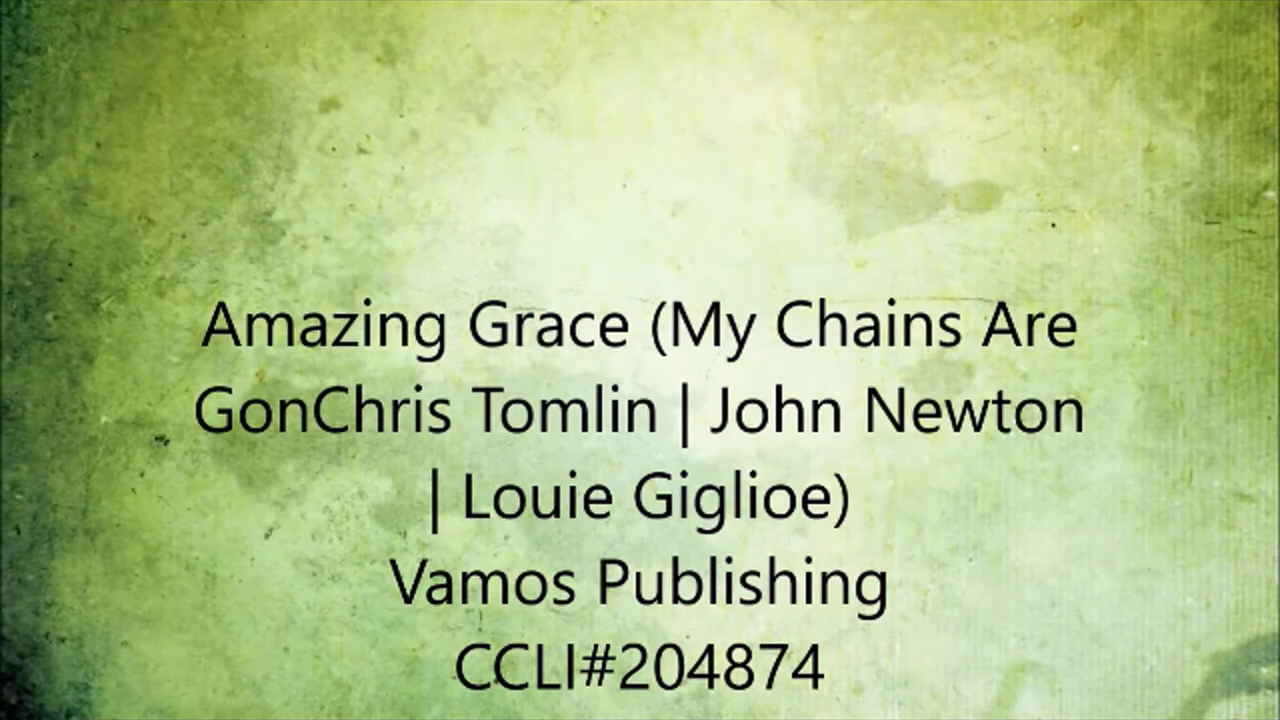 Amazing Grace (My Chains Are
GonChris Tomlin | John Newton
| Louie Giglioe)
Vamos Publishing
CCLI#204874